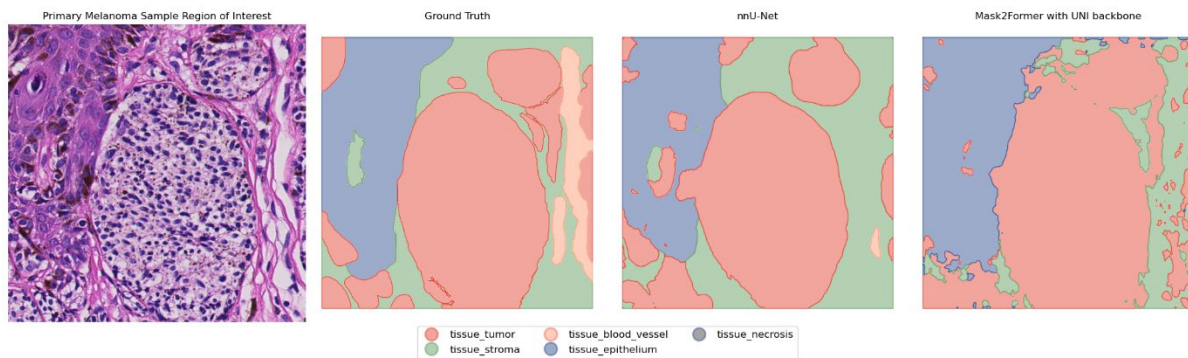 Primary Melanoma Sample Region of Interest
Ground Truth
nnU-Net
Mask2Former with UNI backbone
tissue_tumor
tissue_blood_vessel
tissue_necrosis
tissue_stroma
tissue_epithelium